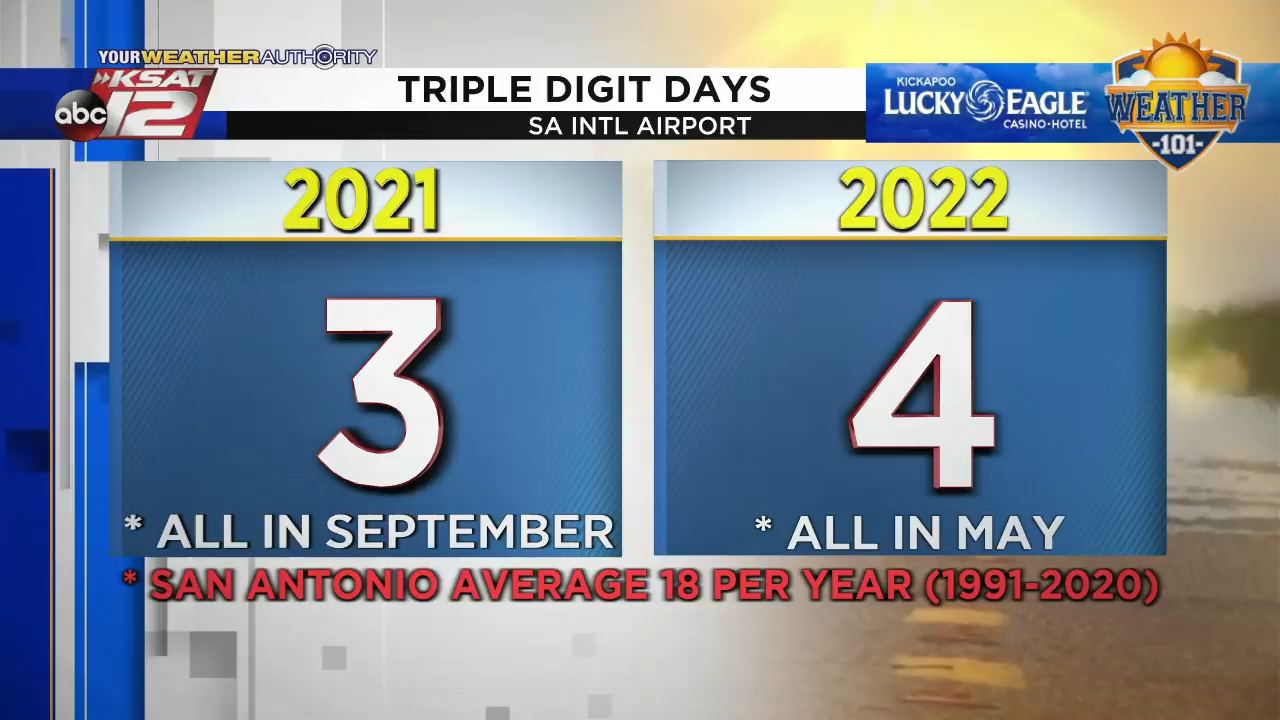 YOUR WEATHER AUTHORITY
KSAT
abc 12
TRIPLE DIGIT DAYS
SA INTL AIRPORT
KICKAPOO
LUCKY EAGLE
CASINO·HOTEL
WEATHER
-101-
2021
3
* ALL IN SEPTEMBER
2022
4
* ALL IN MAY
* SAN ANTONIO AVERAGE 18 PER YEAR (1991-2020)